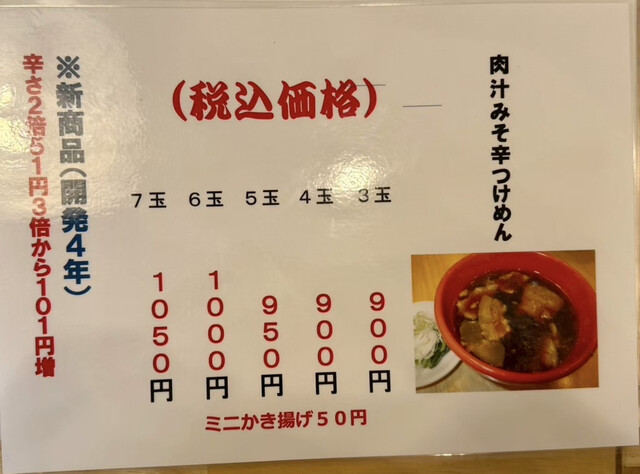 肉汁みそ辛つけめん
(税込価格)
3玉 900円
4玉 900円
5玉 950円
6玉 1000円
7玉 1050円
ミニかき揚げ50円
※新商品(開発4年)
辛さ2倍51円3倍から101円増